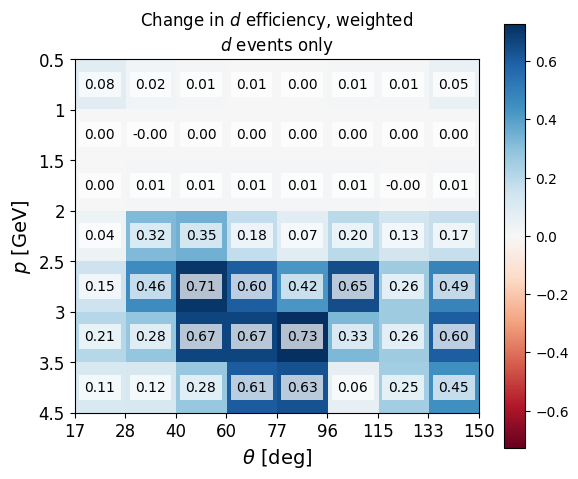 Change in d efficiency, weighted
d events only
0.5
0.08 0.02 0.01 0.01 0.00 0.01 0.01 0.05
1
0.00 -0.00 0.00 0.00 0.00 0.00 0.00 0.00
1.5
0.00 0.01 0.01 0.01 0.01 0.01 -0.00 0.01
2
0.04 0.32 0.35 0.18 0.07 0.20 0.13 0.17
2.5
0.15 0.46 0.71 0.60 0.42 0.65 0.26 0.49
3
0.21 0.28 0.67 0.67 0.73 0.33 0.26 0.60
3.5
0.11 0.12 0.28 0.61 0.63 0.06 0.25 0.45
4.5
p [GeV]
17 28 40 60 77 96 115 133 150
θ [deg]
0.6
0.4
0.2
0.0
−0.2
−0.4
−0.6